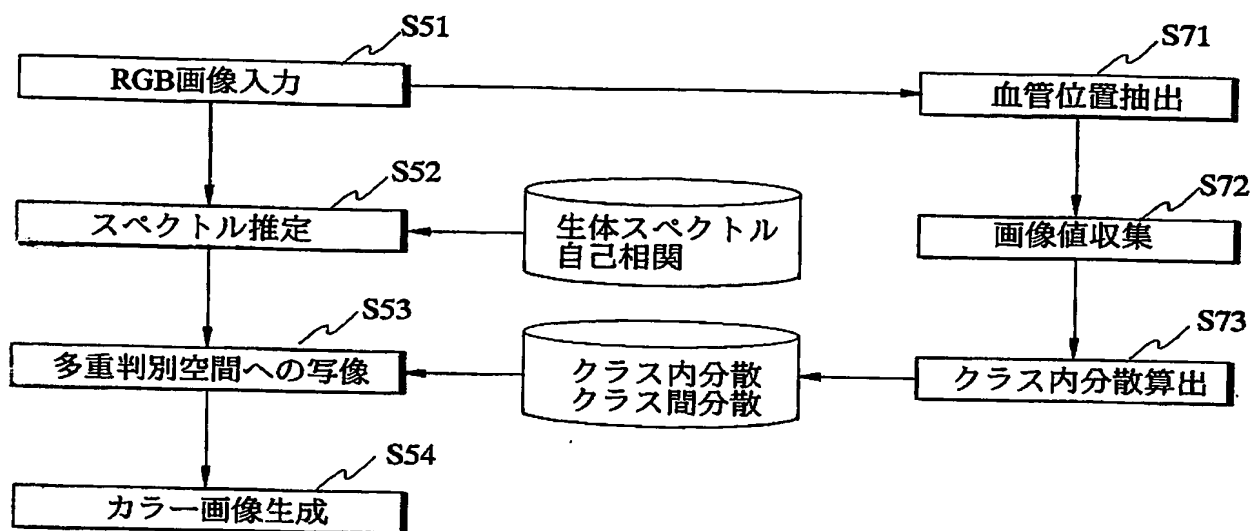 S51
RGB画像入力
S71
血管位置抽出
S52
スペクトル推定
生体スペクトル
自己相関
S72
画像値収集
S53
多重判別空間への写像
クラス内分散
クラス間分散
S73
クラス内分散算出
S54
カラー画像生成